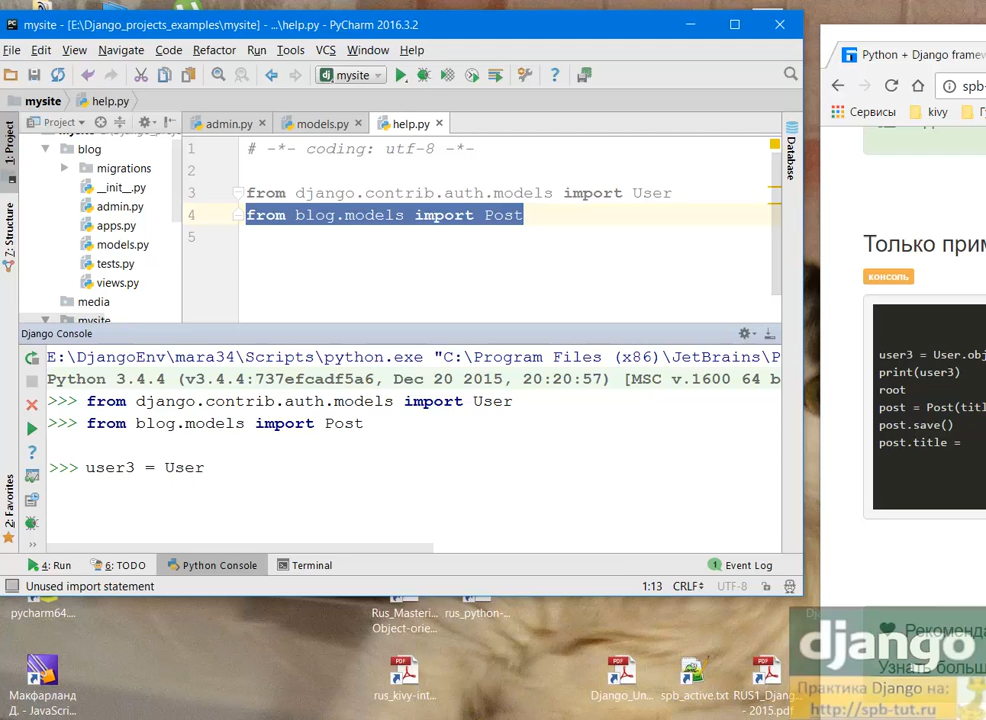 mysite - [E:\Django_projects_examples\mysite] - ...\help.py - PyCharm 2016.3.2
File Edit View Navigate Code Refactor Run Tools VCS Window Help
mysite
mysite help.py
Project
admin.py models.py help.py
1: Project
Z: Structure
2: Favorites
Database
blog
migrations
__init__.py
admin.py
apps.py
models.py
tests.py
views.py
media
mysite
1 # -*- coding: utf-8 -*-
2
3 from django.contrib.auth.models import User
4 from blog.models import Post
5
Django Console
E:\DjangoEnv\mara34\Scripts\python.exe "C:\Program Files (x86)\JetBrains\P
Python 3.4.4 (v3.4.4:737efcadf5a6, Dec 20 2015, 20:20:57) [MSC v.1600 64 b
>>> from django.contrib.auth.models import User
>>> from blog.models import Post
>>> user3 = User
4: Run 6: TODO Python Console Terminal 1 Event Log
Unused import statement 1:13 CRLF UTF-8
Python + Django framew
spb-
Сервисы kivy
Только прим
консоль
user3 = User.obj
print(user3)
root
post = Post(titl
post.save()
post.title =
Рекоменда
Узнать больш
django
Практика Django на:
http://spb-tut.ru
pycharm64...
Rus_Masteri...
Object-orie...
rus_python-...
Макфарланд
Д. - JavaScri...
rus_kivy-int...
Django_Un...
spb_active.txt
RUS1_Djang...
- 2015.pdf